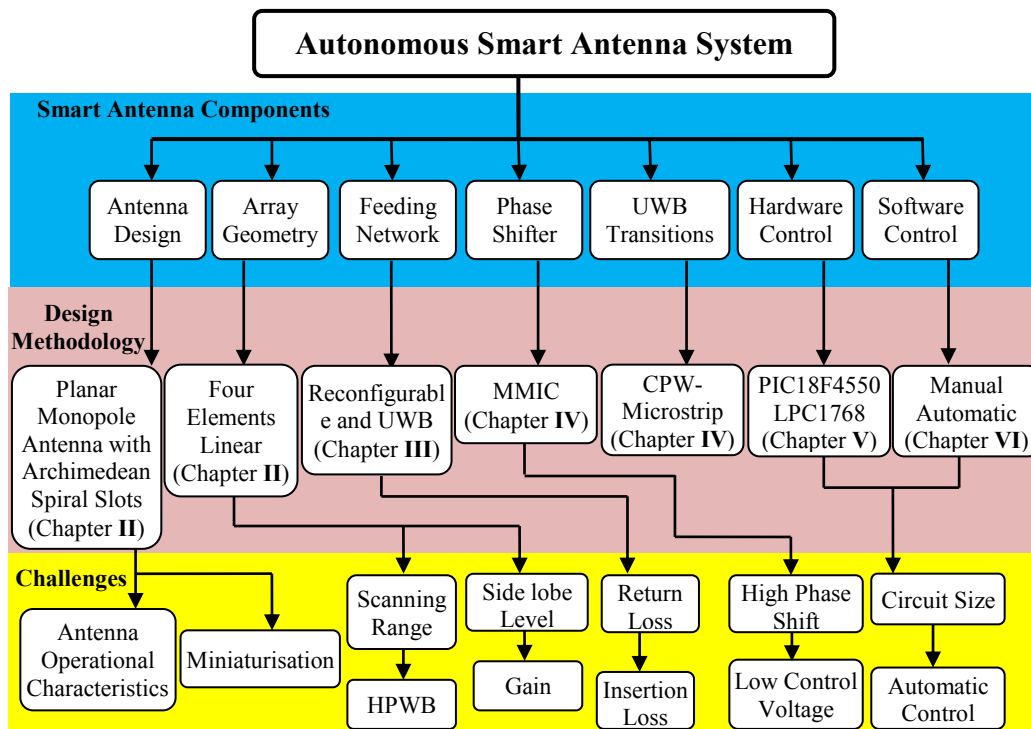 Autonomous Smart Antenna System
Smart Antenna Components
Antenna
Design
Array
Geometry
Feeding
Network
Phase
Shifter
UWB
Transitions
Hardware
Control
Software
Control
Design
Methodology
Planar
Monopole
Antenna with
Archimedean
Spiral Slots
(Chapter II)
Four
Elements
Linear
(Chapter II)
Reconfigurabl
e and UWB
(Chapter III)
MMIC
(Chapter IV)
CPW-
Microstrip
(Chapter IV)
PIC18F4550
LPC1768
(Chapter V)
Manual
Automatic
(Chapter VI)
Challenges
Antenna
Operational
Characteristics
Miniaturisation
Scanning
Range
HPWB
Side lobe
Level
Gain
Return
Loss
Insertion
Loss
High Phase
Shift
Low Control
Voltage
Circuit Size
Automatic
Control